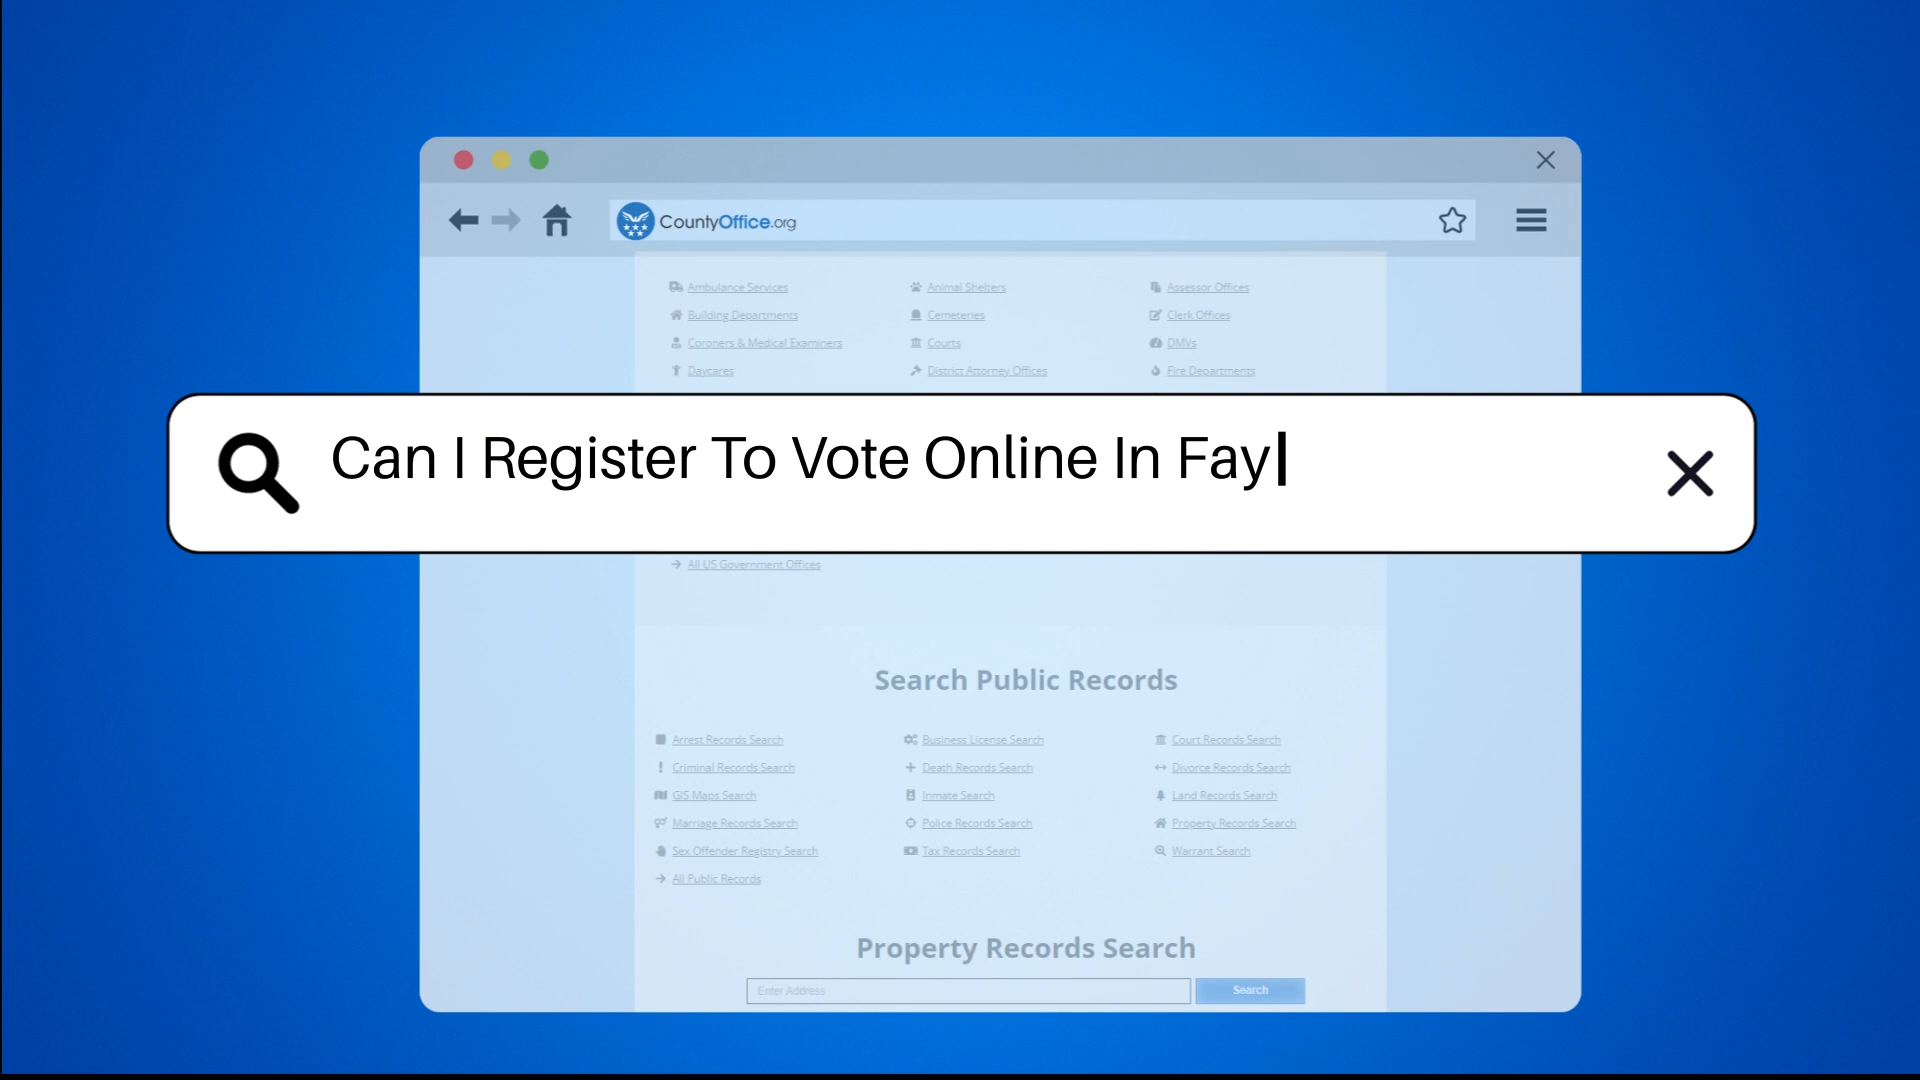 CountyOffice.org
Ambulance Services Animal Shelters Assessor Offices
Building Departments Cemeteries Clerk Offices
Coroners & Medical Examiners Courts DMVs
Daycares District Attorney Offices Fire Departments
Can I Register To Vote Online In Fay
All US Government Offices
Search Public Records
Arrest Records Search Business License Search Court Records Search
Criminal Records Search Death Records Search Divorce Records Search
GIS Maps Search Inmate Search Land Records Search
Marriage Records Search Police Records Search Property Records Search
Sex Offender Registry Search Tax Records Search Warrant Search
All Public Records
Property Records Search
Enter Address Search